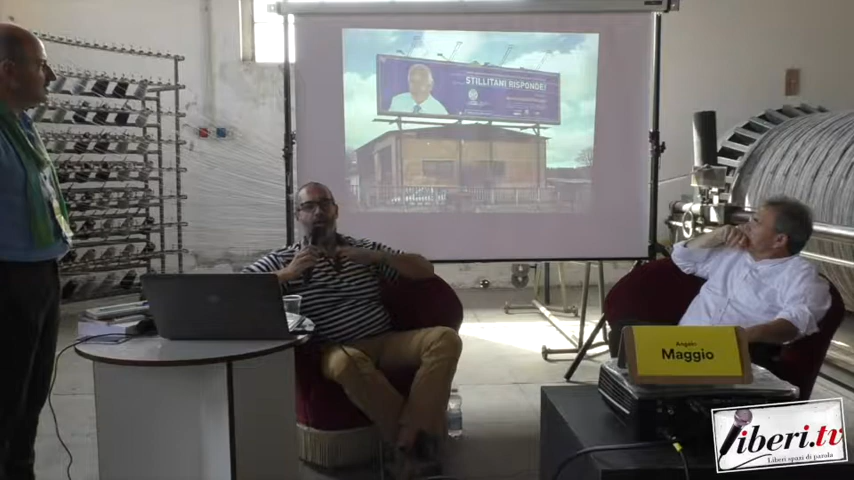 STILLITANI RISPONDE!
Angelo
Maggio
liberi.tv
Liberi spazi di parola